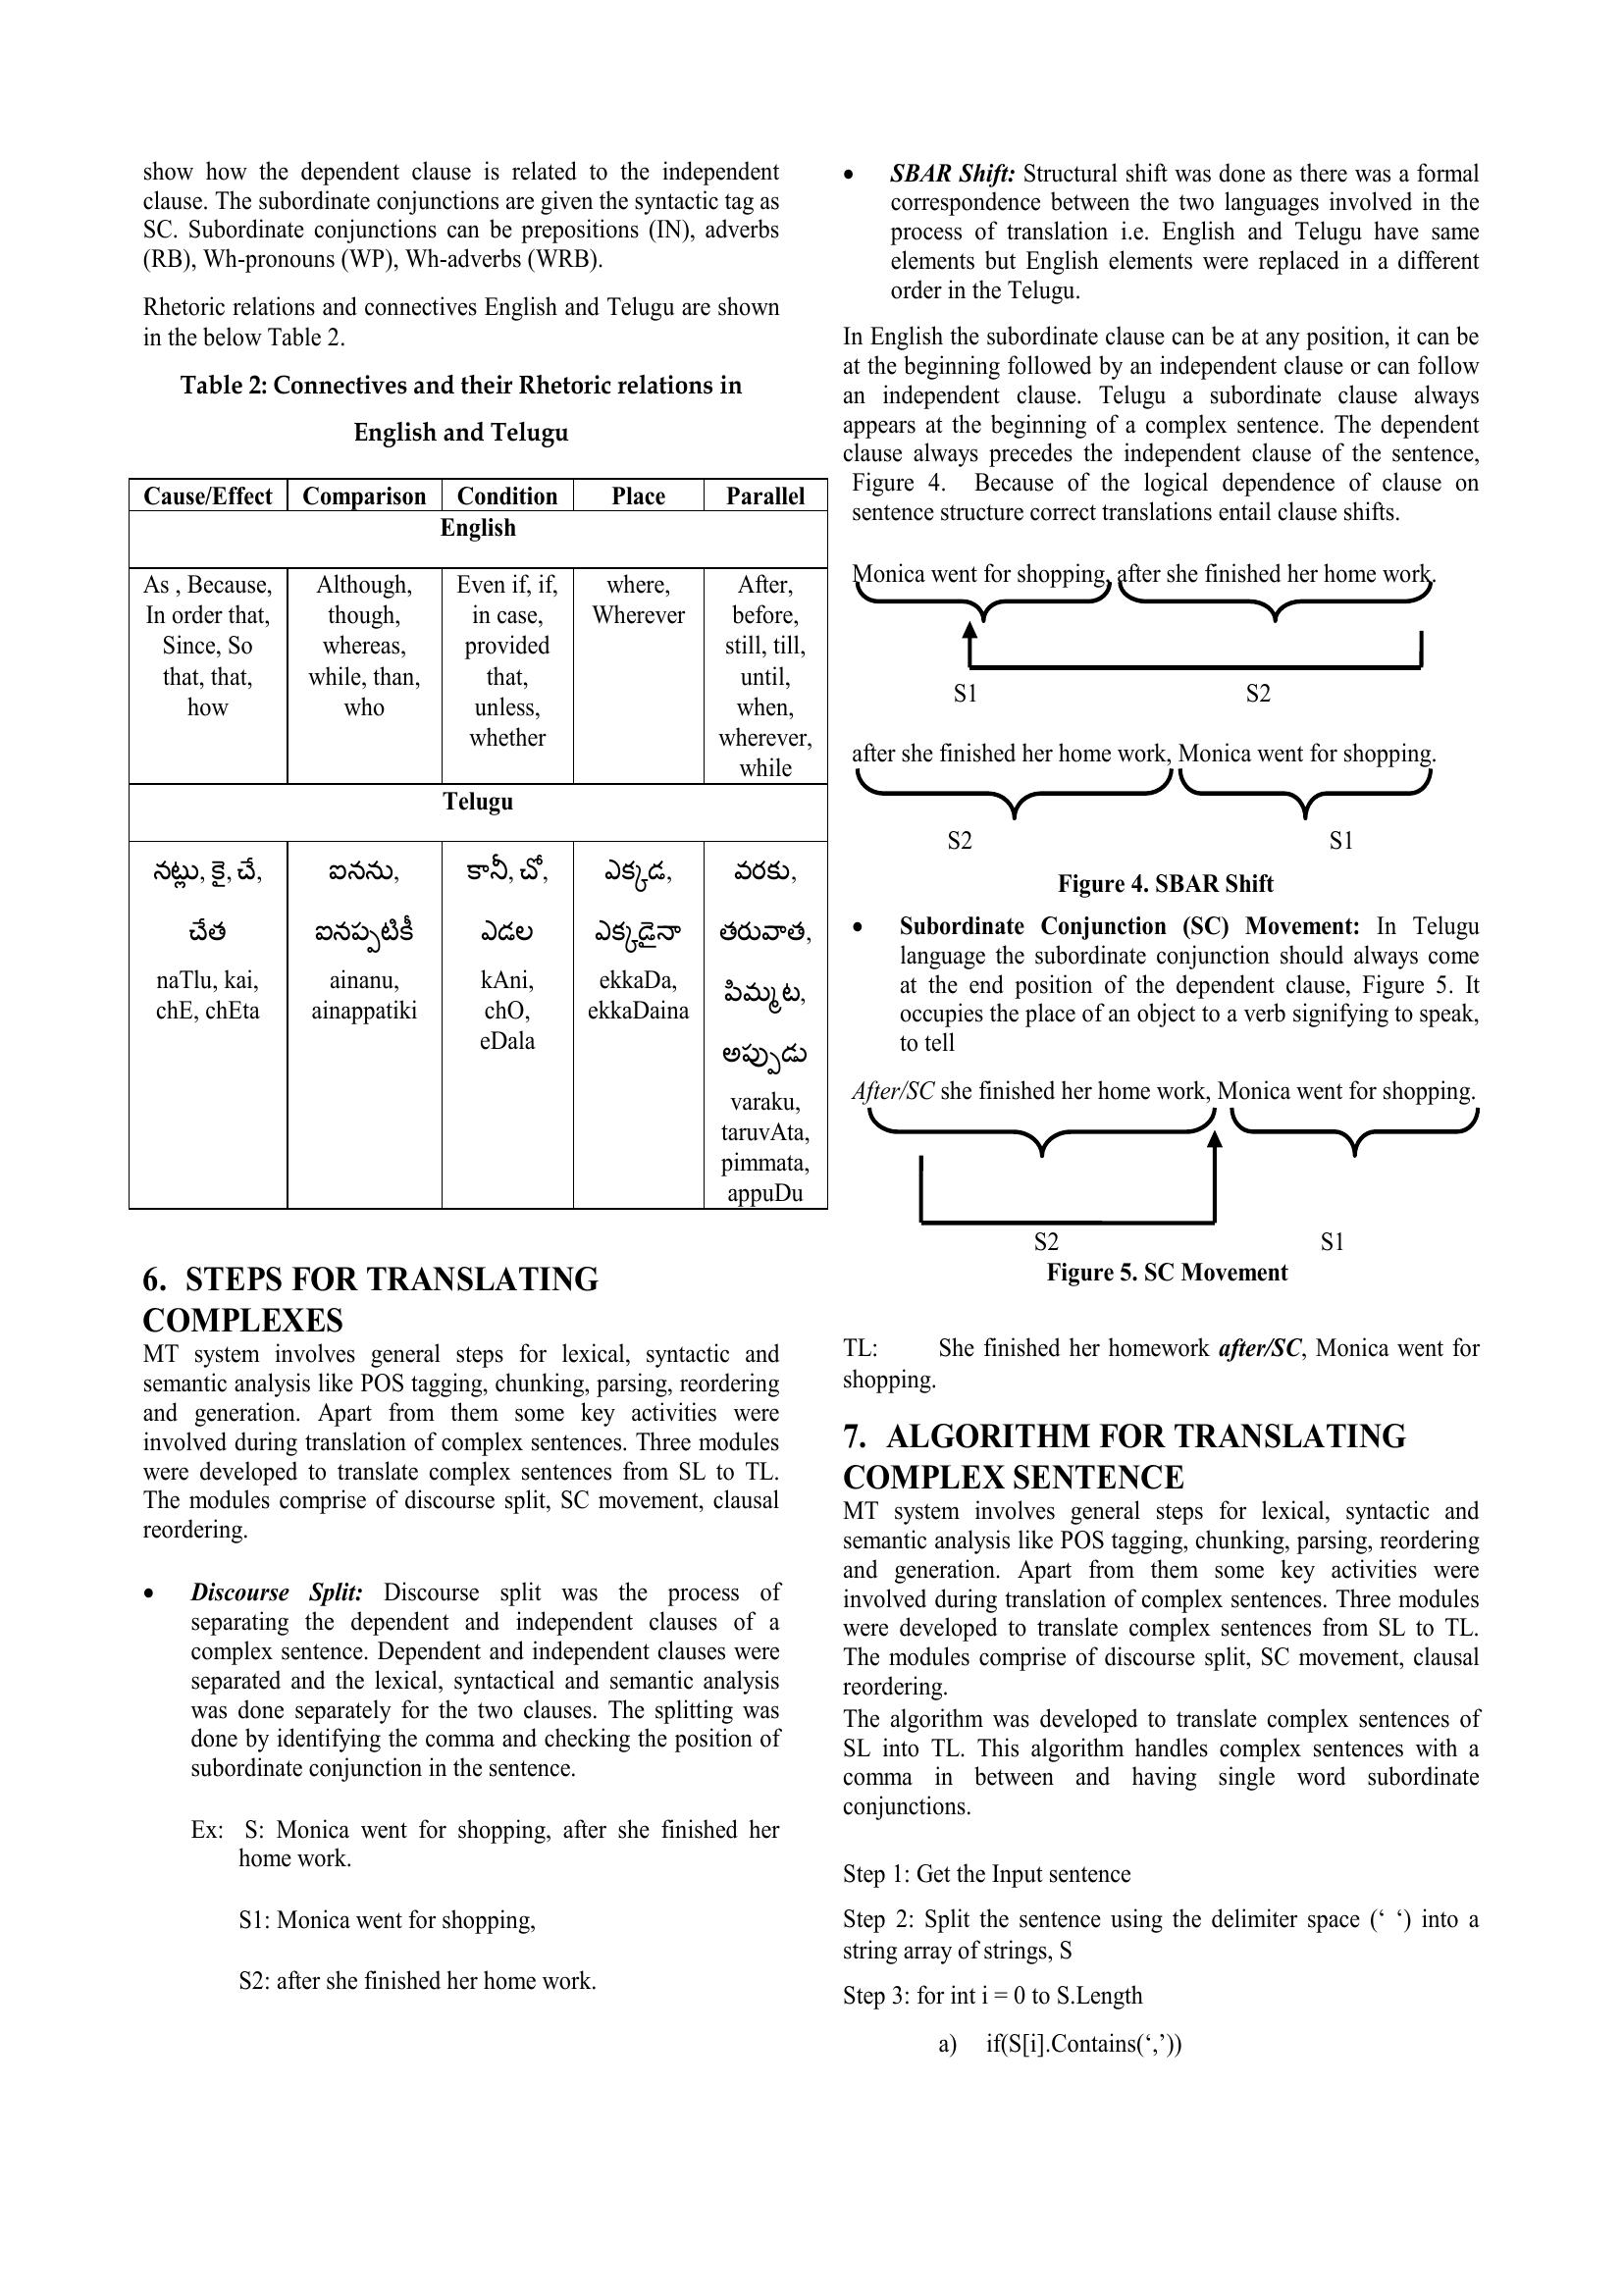 show how the dependent clause is related to the independent
clause. The subordinate conjunctions are given the syntactic tag as
SC. Subordinate conjunctions can be prepositions (IN), adverbs
(RB), Wh-pronouns (WP), Wh-adverbs (WRB).
Rhetoric relations and connectives English and Telugu are shown
in the below Table 2.
Table 2: Connectives and their Rhetoric relations in
English and Telugu
Cause/Effect Comparison Condition Place Parallel
English
As , Because, Although, Even if, if, where, After,
In order that, though, in case, Wherever before,
Since, So whereas, provided still, till,
that, that, while, than, that, until,
how who unless, when,
whether wherever,
while
Telugu
నట్లు, కై, చే, ఐనను, కానీ, చో, ఎక్కడ, వరకు,
చేత ఐనప్పటికీ ఎడల ఎక్కడైనా తరువాత,
naTlu, kai, ainanu, kAni, ekkaDa, పిమ్మట,
chE, chEta ainappatiki chO, ekkaDaina
eDala అప్పుడు
varaku,
taruvAta,
pimmata,
appuDu
6. STEPS FOR TRANSLATING
COMPLEXES
MT system involves general steps for lexical, syntactic and
semantic analysis like POS tagging, chunking, parsing, reordering
and generation. Apart from them some key activities were
involved during translation of complex sentences. Three modules
were developed to translate complex sentences from SL to TL.
The modules comprise of discourse split, SC movement, clausal
reordering.
• Discourse Split: Discourse split was the process of
separating the dependent and independent clauses of a
complex sentence. Dependent and independent clauses were
separated and the lexical, syntactical and semantic analysis
was done separately for the two clauses. The splitting was
done by identifying the comma and checking the position of
subordinate conjunction in the sentence.
Ex: S: Monica went for shopping, after she finished her
home work.
S1: Monica went for shopping,
S2: after she finished her home work.
• SBAR Shift: Structural shift was done as there was a formal
correspondence between the two languages involved in the
process of translation i.e. English and Telugu have same
elements but English elements were replaced in a different
order in the Telugu.
In English the subordinate clause can be at any position, it can be
at the beginning followed by an independent clause or can follow
an independent clause. Telugu a subordinate clause always
appears at the beginning of a complex sentence. The dependent
clause always precedes the independent clause of the sentence,
Figure 4. Because of the logical dependence of clause on
sentence structure correct translations entail clause shifts.
Monica went for shopping, after she finished her home work.
S1 S2
after she finished her home work, Monica went for shopping.
S2 S1
Figure 4. SBAR Shift
• Subordinate Conjunction (SC) Movement: In Telugu
language the subordinate conjunction should always come
at the end position of the dependent clause, Figure 5. It
occupies the place of an object to a verb signifying to speak,
to tell
After/SC she finished her home work, Monica went for shopping.
S2 S1
Figure 5. SC Movement
TL: She finished her homework after/SC, Monica went for
shopping.
7. ALGORITHM FOR TRANSLATING
COMPLEX SENTENCE
MT system involves general steps for lexical, syntactic and
semantic analysis like POS tagging, chunking, parsing, reordering
and generation. Apart from them some key activities were
involved during translation of complex sentences. Three modules
were developed to translate complex sentences from SL to TL.
The modules comprise of discourse split, SC movement, clausal
reordering.
The algorithm was developed to translate complex sentences of
SL into TL. This algorithm handles complex sentences with a
comma in between and having single word subordinate
conjunctions.
Step 1: Get the Input sentence
Step 2: Split the sentence using the delimiter space (‘ ‘) into a
string array of strings, S
Step 3: for int i = 0 to S.Length
a) if(S[i].Contains(‘,’))